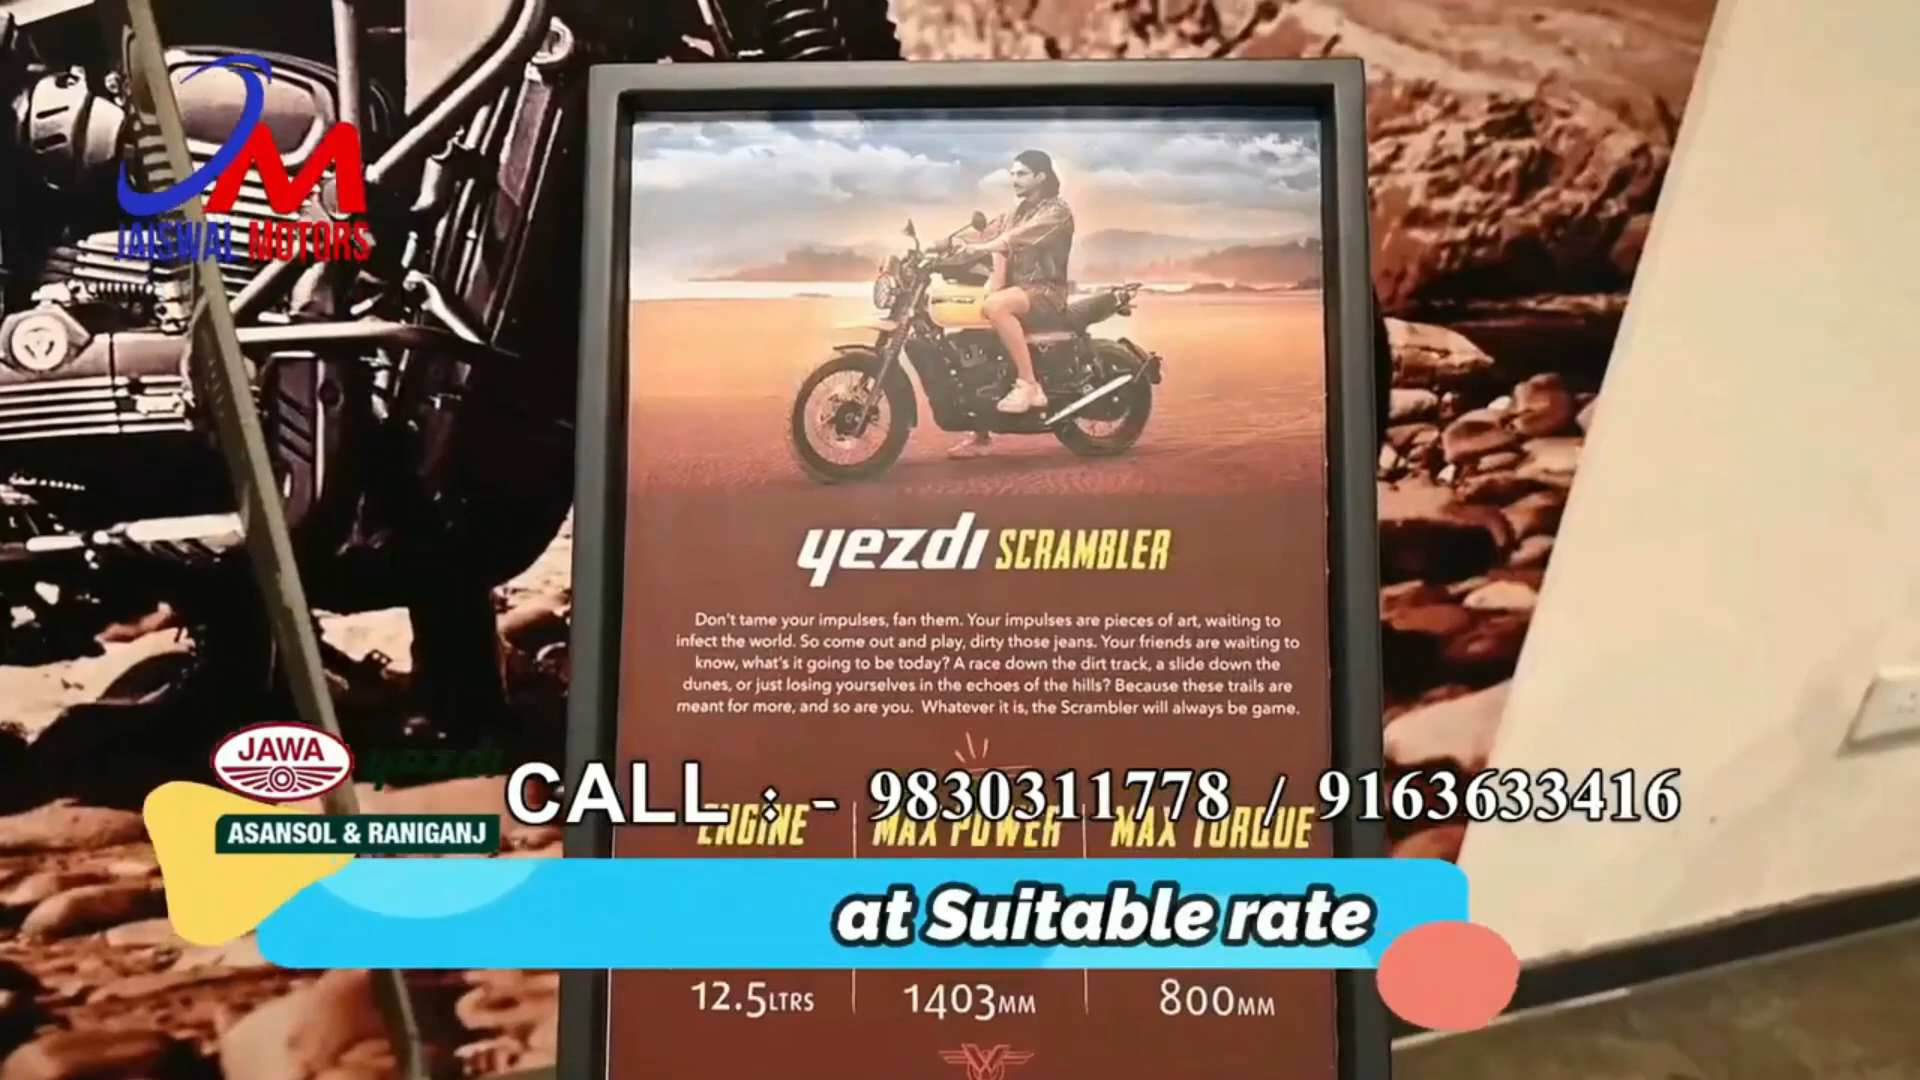 JM
JAISWAL MOTORS
yezdi SCRAMBLER
Don't tame your impulses, fan them. Your impulses are pieces of art, waiting to
infect the world. So come out and play, dirty those jeans. Your friends are waiting to
know, what's it going to be today? A race down the dirt track, a slide down the
dunes, or just losing yourselves in the echoes of the hills? Because these trails are
meant for more, and so are you. Whatever it is, the Scrambler will always be game.
JAWA
yezdi
CALL : - 9830311778 / 9163633416
ASANSOL & RANIGANJ
ENGINE MAX POWER MAX TORQUE
at Suitable rate
12.5LTRS 1403MM 800MM